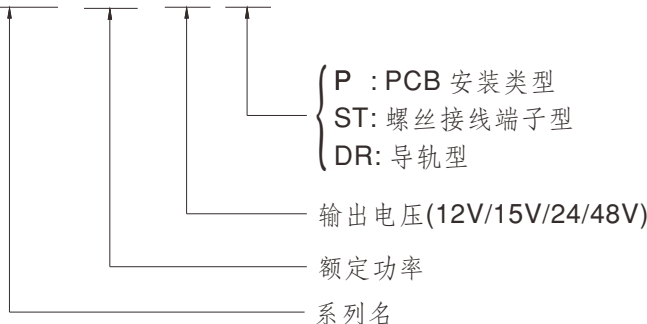 P : PCB 安装类型
ST: 螺丝接线端子型
DR: 导轨型
输出电压(12V/15V/24/48V)
额定功率
系列名